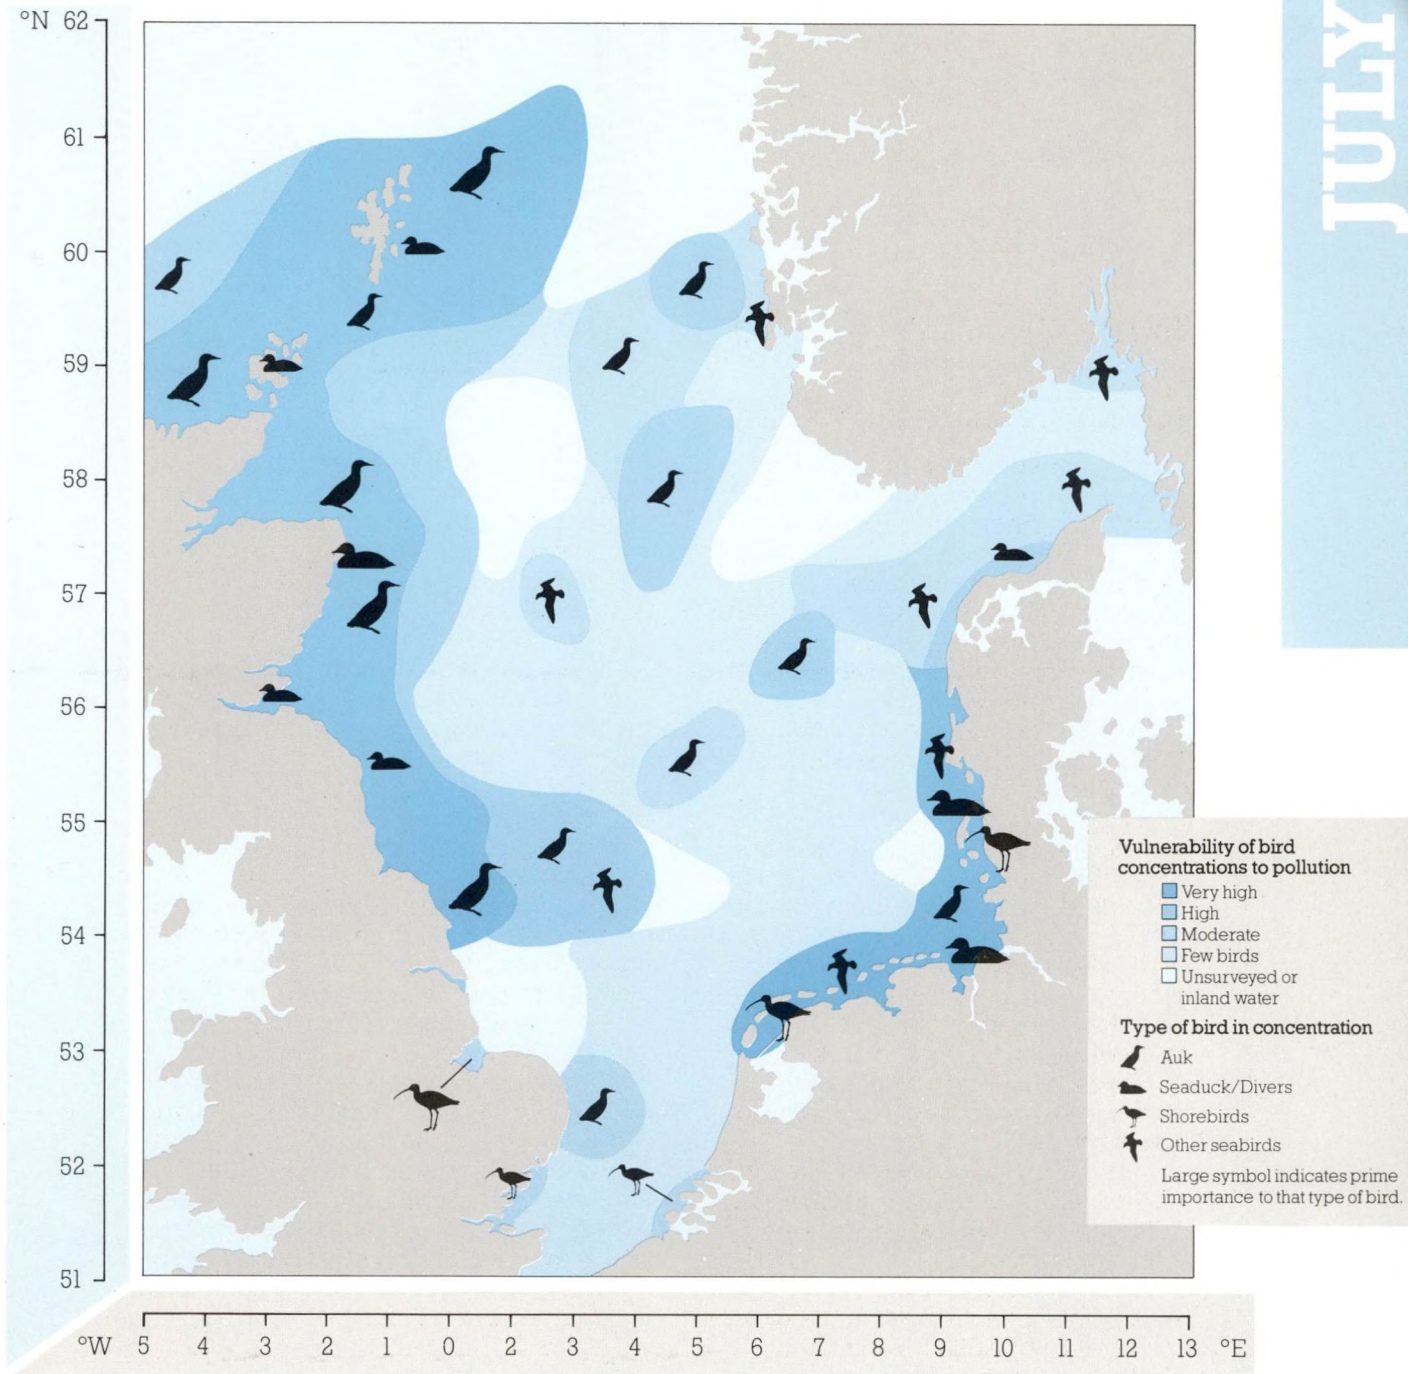 JULY
°N 62
61
60
59
58
57
56
55
54
53
52
51
°W 5 4 3 2 1 0 2 3 4 5 6 7 8 9 10 11 12 13 °E
Vulnerability of bird
concentrations to pollution
Very high
High
Moderate
Few birds
Unsurveyed or
inland water
Type of bird in concentration
Auk
Seaduck/Divers
Shorebirds
Other seabirds
Large symbol indicates prime
importance to that type of bird.